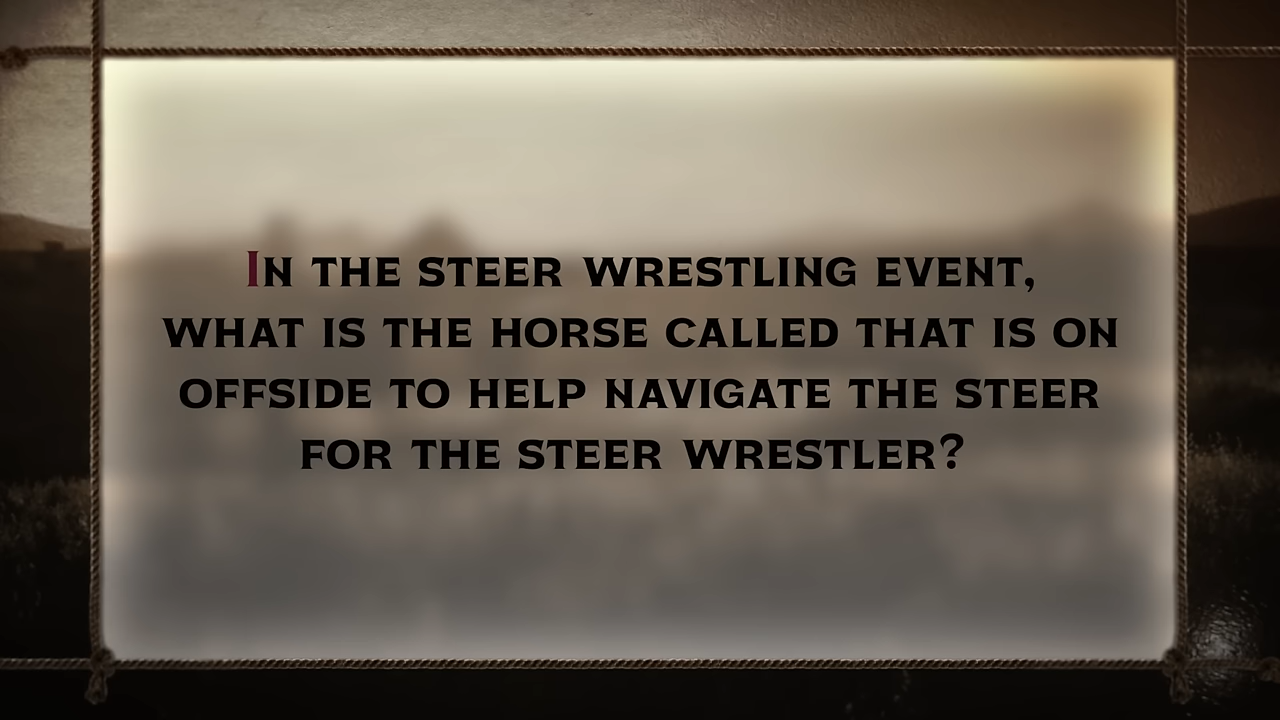 In the steer wrestling event,
what is the horse called that is on
offside to help navigate the steer
for the steer wrestler?